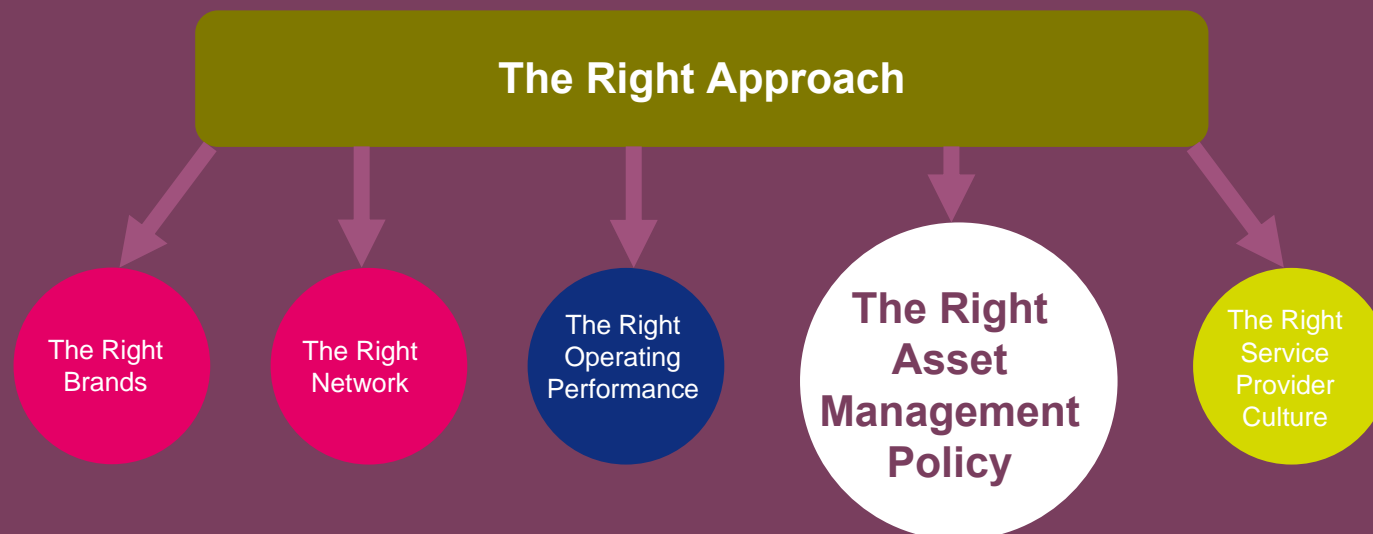 The Right Approach
The Right
Brands
The Right
Network
The Right
Operating
Performance
The Right
Asset
Management
Policy
The Right
Service
Provider
Culture